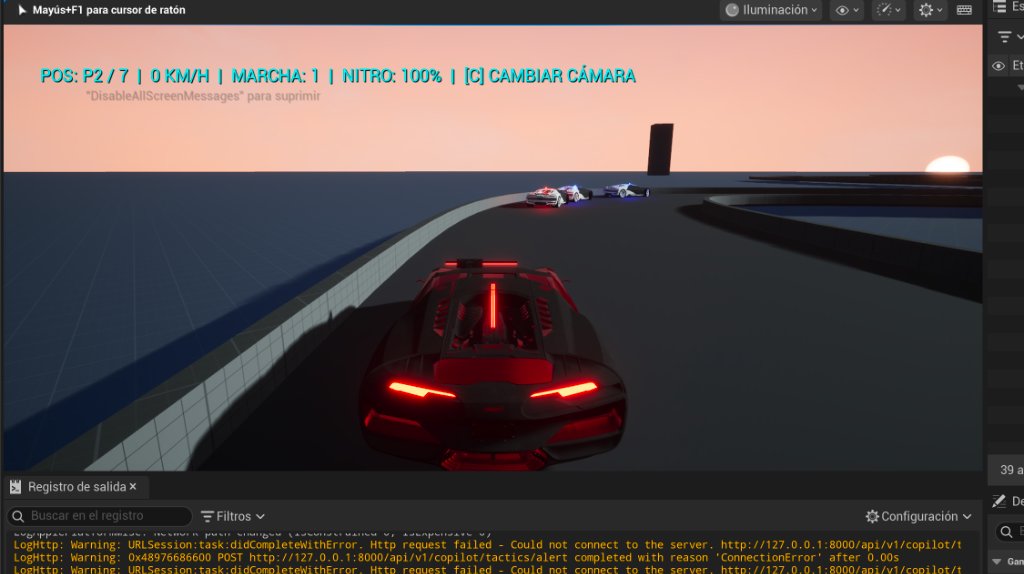 Mayús+F1 para cursor de ratón
Iluminación
Es
POS: P2 / 7 | 0 KM/H | MARCHA: 1 | NITRO: 100% | [C] CAMBIAR CÁMARA
"DisableAllScreenMessages" para suprimir
Et
39 a
Registro de salida
De
Buscar en el registro
Filtros
Configuración
LogHttp: Warning: URLSession:task:didCompleteWithError. Http request failed - Could not connect to the server. http://127.0.0.1:8000/api/v1/copilot/t
LogHttp: Warning: 0x48976686600 POST http://127.0.0.1:8000/api/v1/copilot/tactics/alert completed with reason 'ConnectionError' after 0.00s
LogHttp: Warning: URLSession:task:didCompleteWithError. Http request failed - Could not connect to the server. http://127.0.0.1:8000/api/v1/copilot/t
Gan